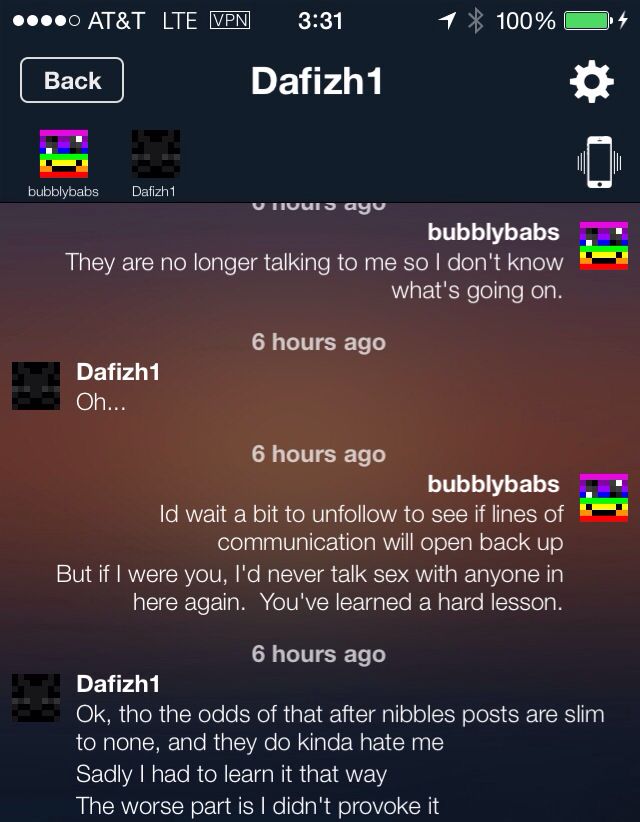 AT&T LTE VPN 3:31 100%
Back Dafizh1
bubblybabs Dafizh1
6 hours ago
bubblybabs
They are no longer talking to me so I don't know
what's going on.
6 hours ago
Dafizh1
Oh...
6 hours ago
bubblybabs
Id wait a bit to unfollow to see if lines of
communication will open back up
But if I were you, I'd never talk sex with anyone in
here again. You've learned a hard lesson.
6 hours ago
Dafizh1
Ok, tho the odds of that after nibbles posts are slim
to none, and they do kinda hate me
Sadly I had to learn it that way
The worse part is I didn't provoke it